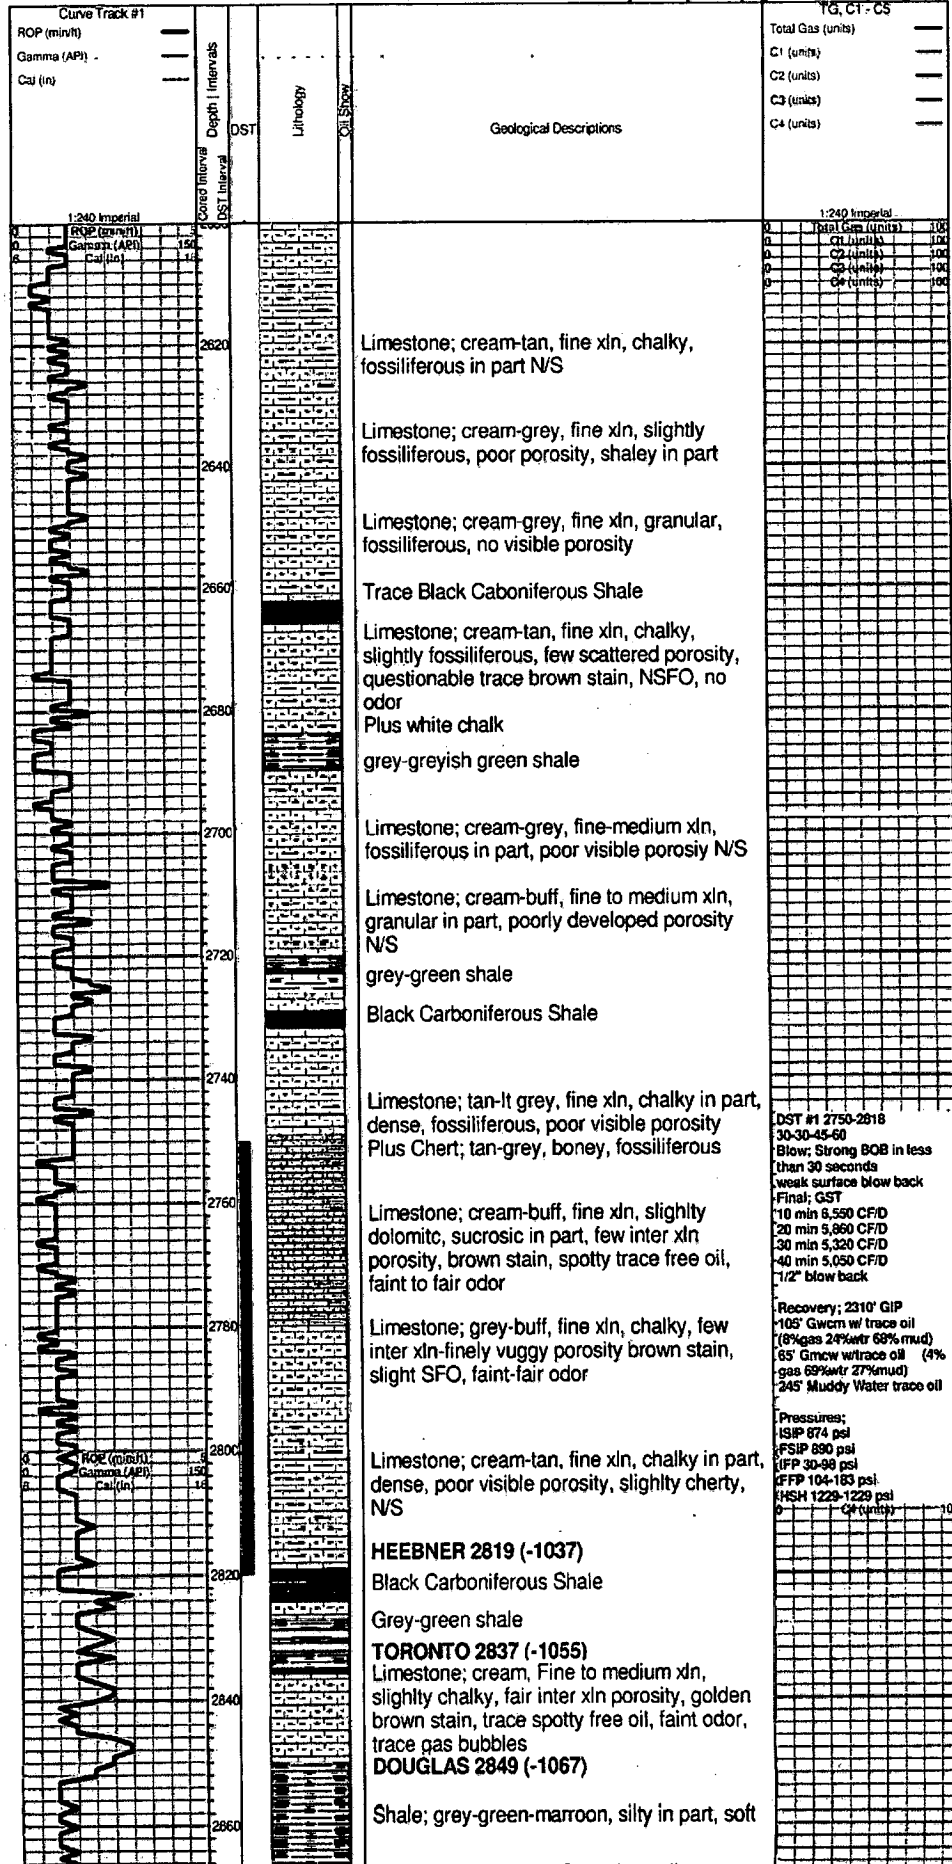 Curve Track #1
ROP (min/ft)
Gamma (API)
Cal (in)
Depth | Intervals
Cored Interval
DST Interval
DST
Lithology
Oil Show
Geological Descriptions
TG, C1 - C5
Total Gas (units)
C1 (units)
C2 (units)
C3 (units)
C4 (units)
1:240 Imperial
ROP (min/ft)
Gamma (API) 150
Cal (in)
1:240 Imperial
0 Total Gas (units) 100
0 C1 (units) 100
0 C2 (units) 100
0 C3 (units) 100
0 C4 (units) 100
2620
Limestone; cream-tan, fine xln, chalky,
fossiliferous in part N/S
Limestone; cream-grey, fine xln, slightly
fossiliferous, poor porosity, shaley in part
2640
Limestone; cream-grey, fine xln, granular,
fossiliferous, no visible porosity
2660
Trace Black Caboniferous Shale
Limestone; cream-tan, fine xln, chalky,
slightly fossiliferous, few scattered porosity,
questionable trace brown stain, NSFO, no
odor
2680
Plus white chalk
grey-greyish green shale
2700
Limestone; cream-grey, fine-medium xln,
fossiliferous in part, poor visible porosiy N/S
Limestone; cream-buff, fine to medium xln,
granular in part, poorly developed porosity
N/S
2720
grey-green shale
Black Carboniferous Shale
2740
Limestone; tan-lt grey, fine xln, chalky in part,
dense, fossiliferous, poor visible porosity
Plus Chert; tan-grey, boney, fossiliferous
2760
Limestone; cream-buff, fine xln, slighlty
dolomitc, sucrosic in part, few inter xln
porosity, brown stain, spotty trace free oil,
faint to fair odor
2780
Limestone; grey-buff, fine xln, chalky, few
inter xln-finely vuggy porosity brown stain,
slight SFO, faint-fair odor
DST #1 2750-2818
30-30-45-60
Blow; Strong BOB in less
than 30 seconds
weak surface blow back
Final; GST
10 min 6,550 CF/D
20 min 5,860 CF/D
30 min 5,320 CF/D
40 min 5,050 CF/D
1/2" blow back
Recovery; 2310' GIP
105' Gwcm w/ trace oil
(8%gas 24%wtr 68%mud)
65' Gmcw w/trace oil (4%
gas 69%wtr 27%mud)
245' Muddy Water trace oil
Pressures;
ISIP 874 psi
FSIP 890 psi
IFP 30-98 psi
FFP 104-183 psi
HSH 1229-1229 psi
C4 (units)
2800
ROP (min/ft)
Gamma (API) 150
Cal (in)
Limestone; cream-tan, fine xln, chalky in part,
dense, poor visible porosity, slighlty cherty,
N/S
HEEBNER 2819 (-1037)
2820
Black Carboniferous Shale
Grey-green shale
TORONTO 2837 (-1055)
Limestone; cream, Fine to medium xln,
slighlty chalky, fair inter xln porosity, golden
brown stain, trace spotty free oil, faint odor,
trace gas bubbles
2840
DOUGLAS 2849 (-1067)
Shale; grey-green-marroon, silty in part, soft
2860